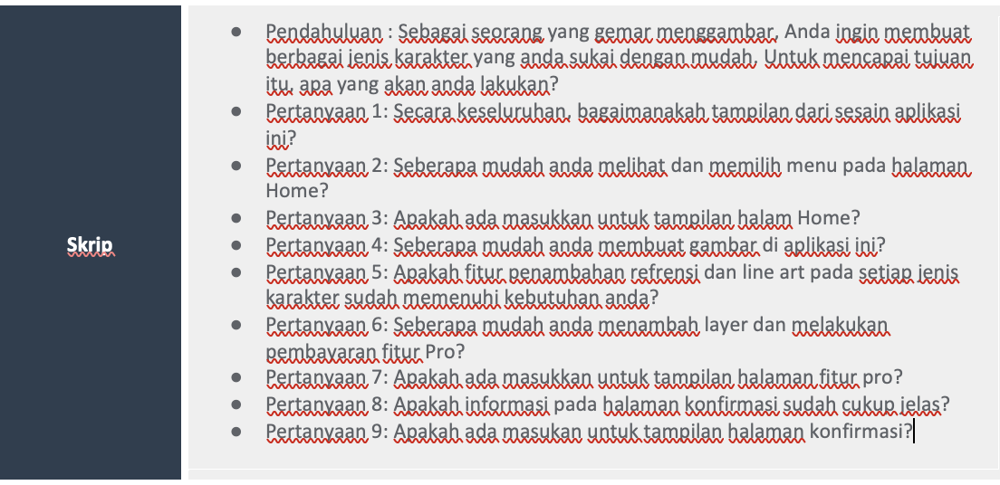 Skrip
● Pendahuluan : Sebagai seorang yang gemar menggambar, Anda ingin membuat
berbagai jenis karakter yang anda sukai dengan mudah. Untuk mencapai tujuan
itu, apa yang akan anda lakukan?
● Pertanyaan 1: Secara keseluruhan, bagaimanakah tampilan dari sesain aplikasi
ini?
● Pertanyaan 2: Seberapa mudah anda melihat dan memilih menu pada halaman
Home?
● Pertanyaan 3: Apakah ada masukkan untuk tampilan halam Home?
● Pertanyaan 4: Seberapa mudah anda membuat gambar di aplikasi ini?
● Pertanyaan 5: Apakah fitur penambahan refrensi dan line art pada setiap jenis
karakter sudah memenuhi kebutuhan anda?
● Pertanyaan 6: Seberapa mudah anda menambah layer dan melakukan
pembayaran fitur Pro?
● Pertanyaan 7: Apakah ada masukkan untuk tampilan halaman fitur pro?
● Pertanyaan 8: Apakah informasi pada halaman konfirmasi sudah cukup jelas?
● Pertanyaan 9: Apakah ada masukan untuk tampilan halaman konfirmasi?